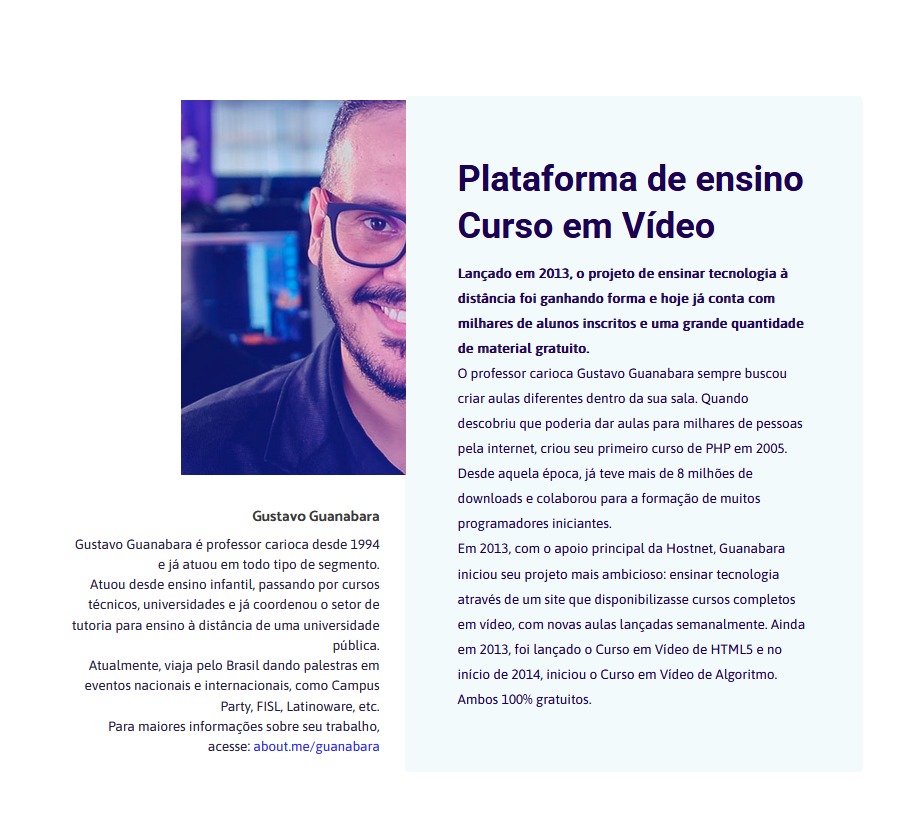 Plataforma de ensino
Curso em Vídeo
Lançado em 2013, o projeto de ensinar tecnologia à
distância foi ganhando forma e hoje já conta com
milhares de alunos inscritos e uma grande quantidade
de material gratuito.
O professor carioca Gustavo Guanabara sempre buscou
criar aulas diferentes dentro da sua sala. Quando
descobriu que poderia dar aulas para milhares de pessoas
pela internet, criou seu primeiro curso de PHP em 2005.
Desde aquela época, já teve mais de 8 milhões de
downloads e colaborou para a formação de muitos
programadores iniciantes.
Em 2013, com o apoio principal da Hostnet, Guanabara
iniciou seu projeto mais ambicioso: ensinar tecnologia
através de um site que disponibilizasse cursos completos
em vídeo, com novas aulas lançadas semanalmente. Ainda
em 2013, foi lançado o Curso em Vídeo de HTML5 e no
início de 2014, iniciou o Curso em Vídeo de Algoritmo.
Ambos 100% gratuitos.
Gustavo Guanabara
Gustavo Guanabara é professor carioca desde 1994
e já atuou em todo tipo de segmento.
Atuou desde ensino infantil, passando por cursos
técnicos, universidades e já coordenou o setor de
tutoria para ensino à distância de uma universidade
pública.
Atualmente, viaja pelo Brasil dando palestras em
eventos nacionais e internacionais, como Campus
Party, FISL, Latinoware, etc.
Para maiores informações sobre seu trabalho,
acesse: about.me/guanabara